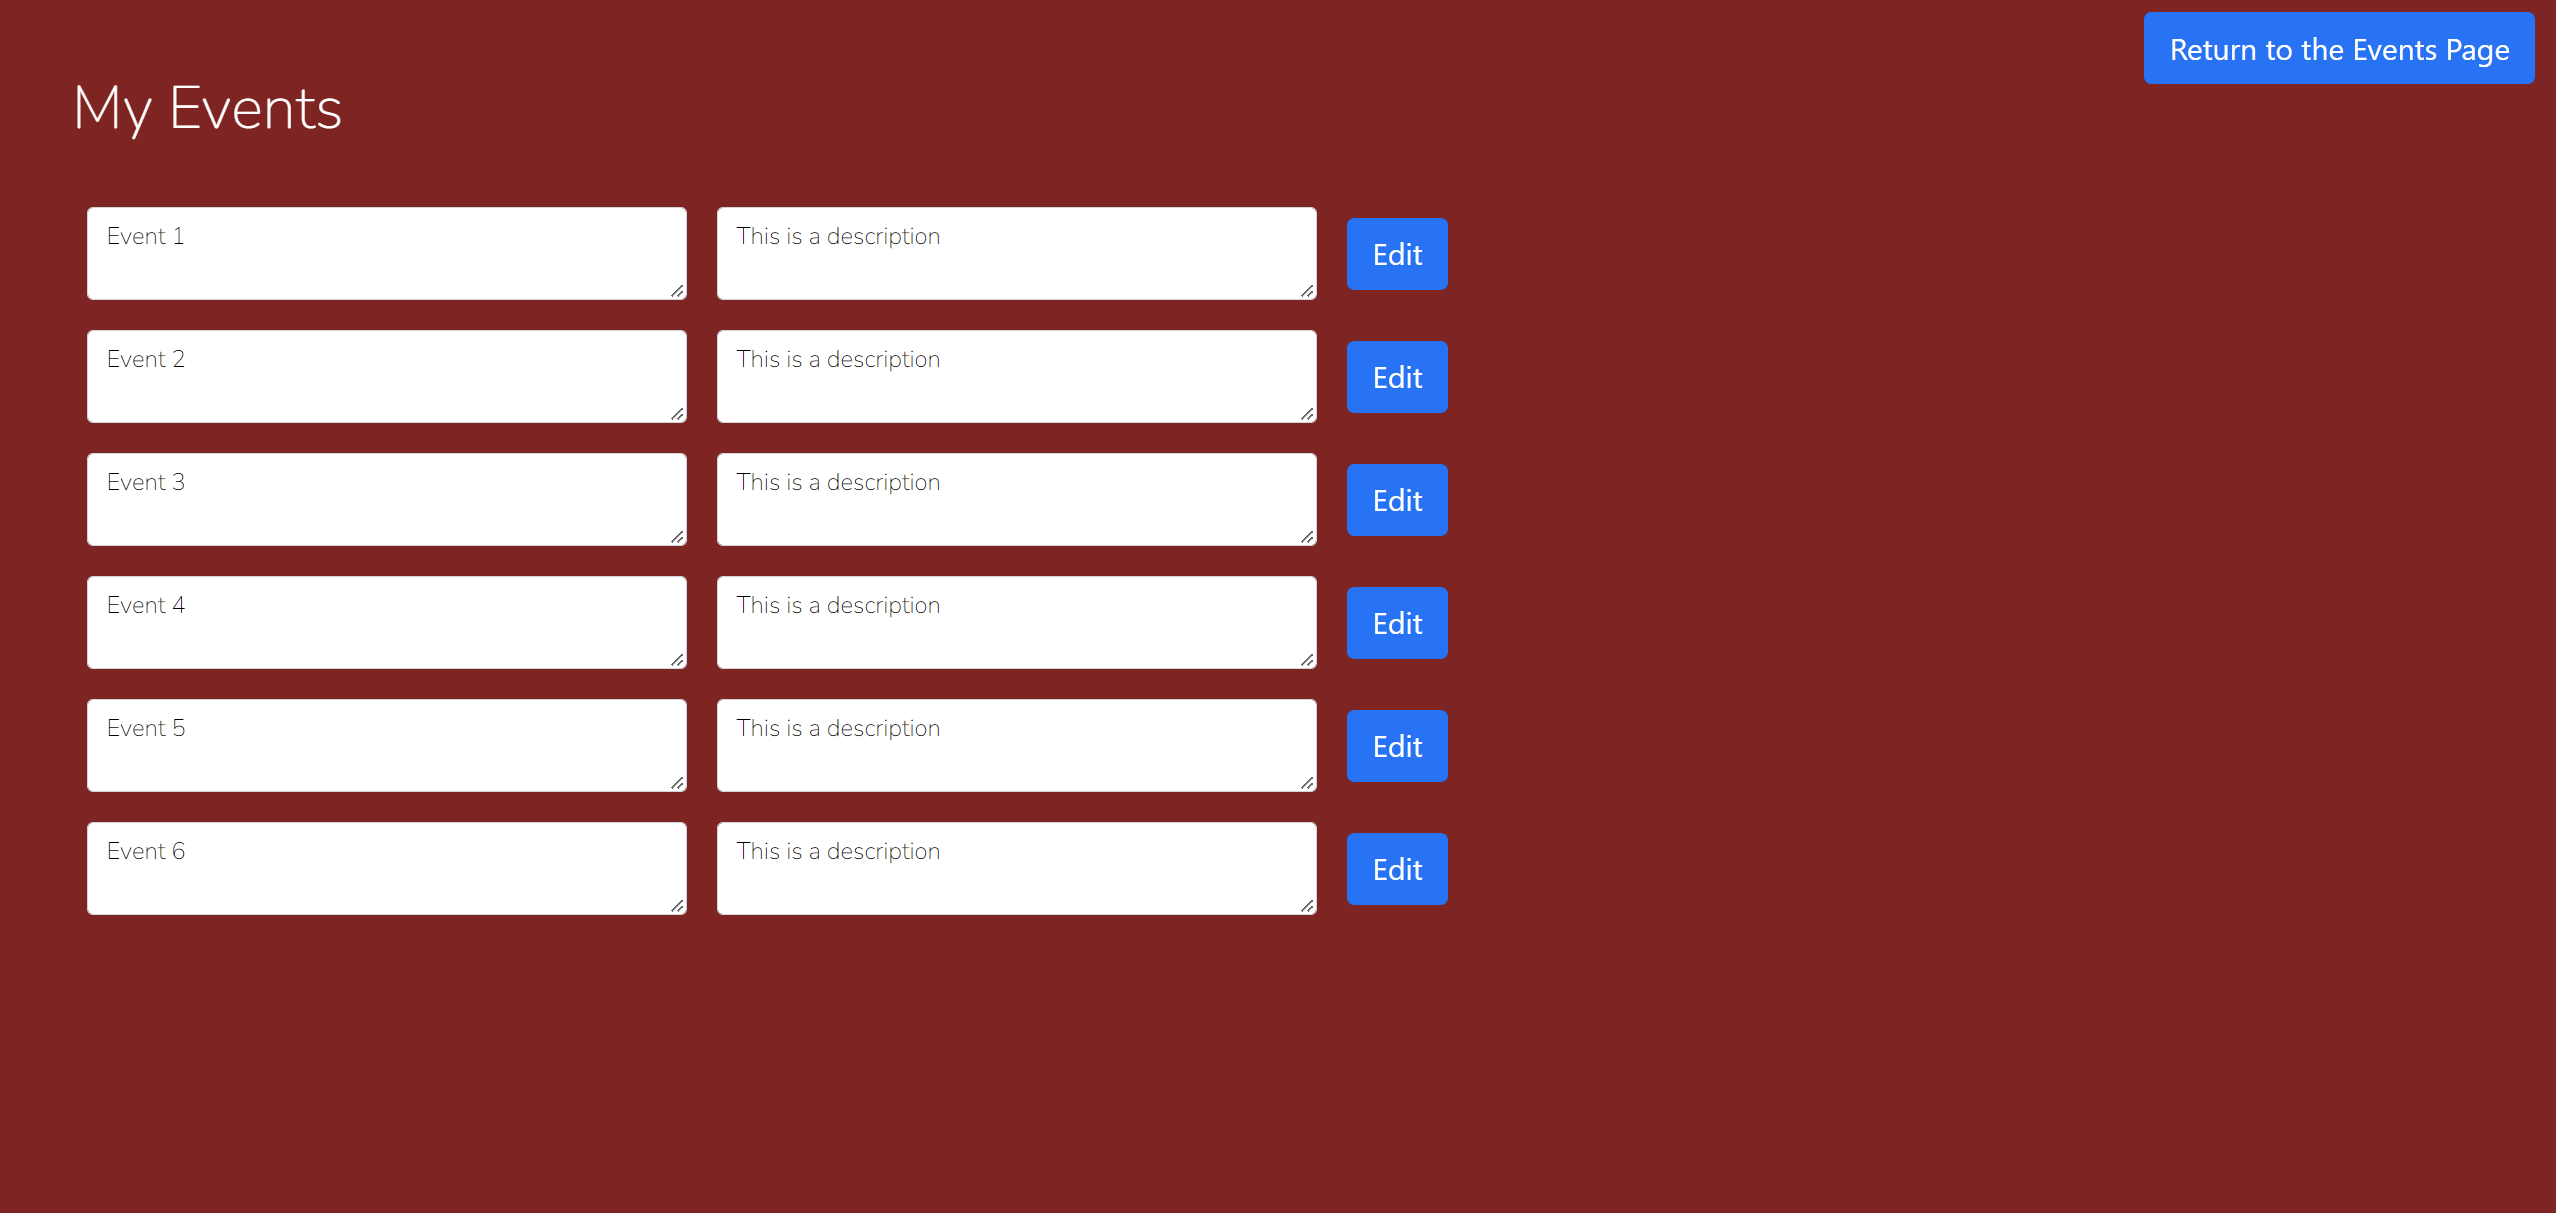 Return to the Events Page
My Events
Event 1
This is a description
Edit
Event 2
This is a description
Edit
Event 3
This is a description
Edit
Event 4
This is a description
Edit
Event 5
This is a description
Edit
Event 6
This is a description
Edit